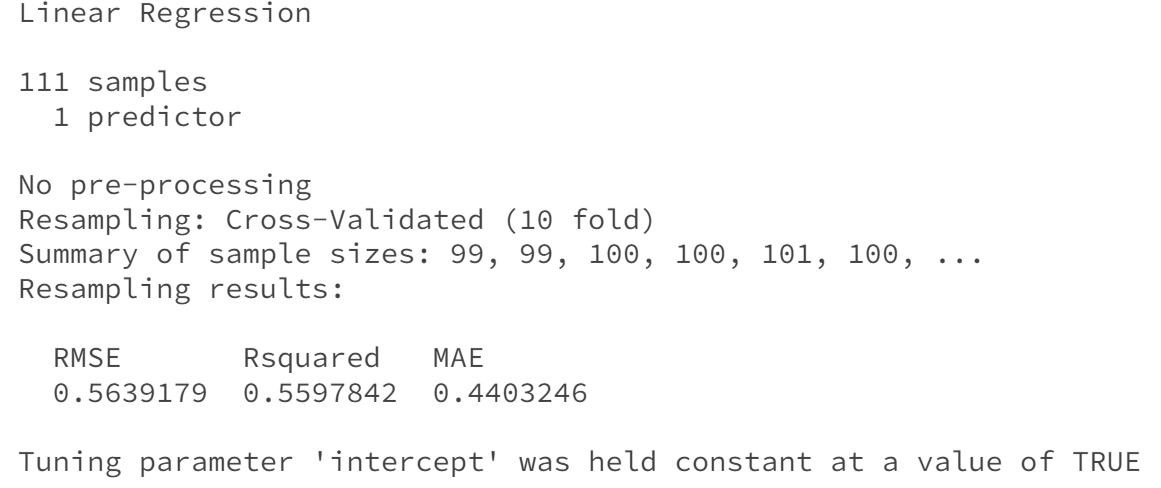 Linear Regression
111 samples
1 predictor
No pre-processing
Resampling: Cross-Validated (10 fold)
Summary of sample sizes: 99, 99, 100, 100, 101, 100, ...
Resampling results:
RMSE Rsquared MAE
0.5639179 0.5597842 0.4403246
Tuning parameter 'intercept' was held constant at a value of TRUE